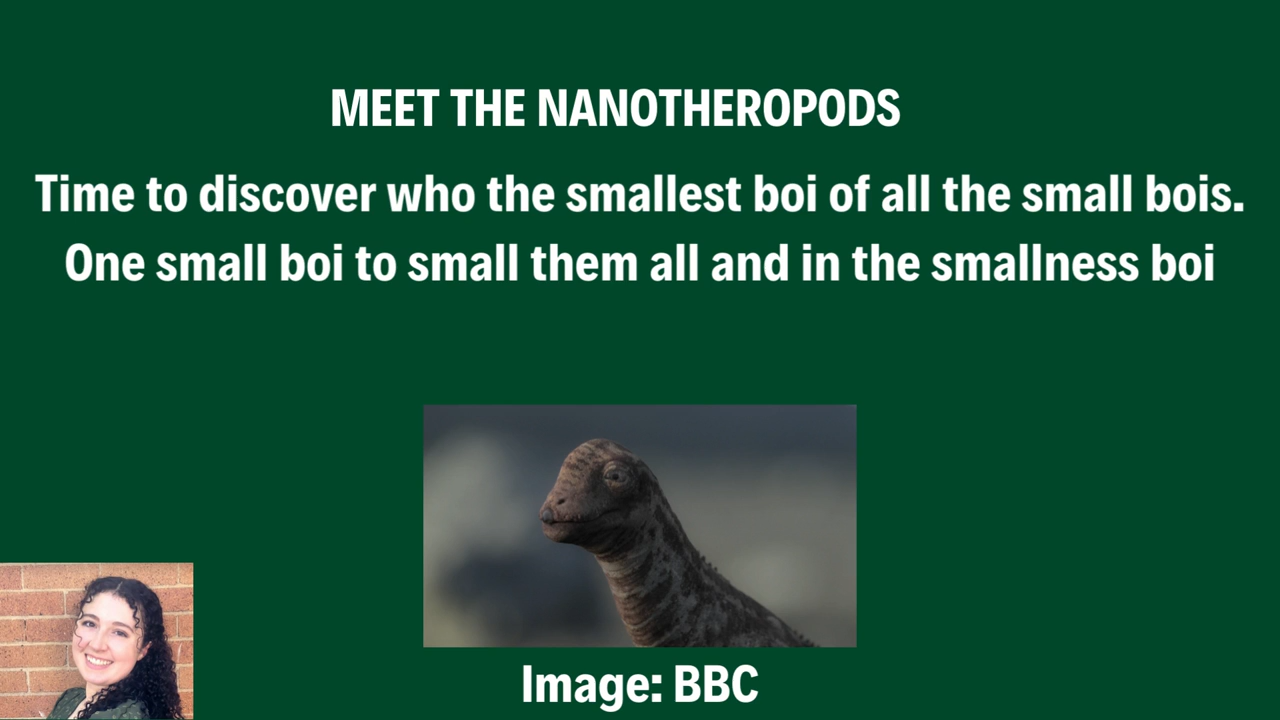 MEET THE NANOTHEROPODS
Time to discover who the smallest boi of all the small bois.
One small boi to small them all and in the smallness boi
Image: BBC